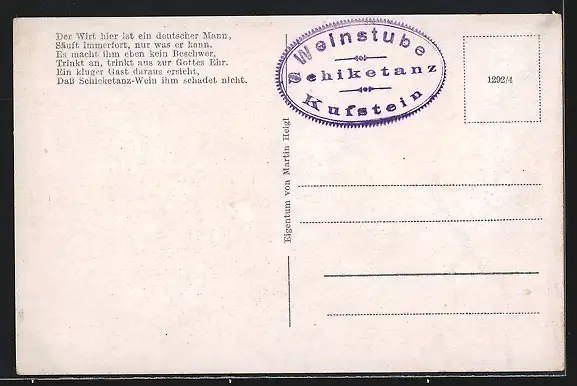 Der Wirt hier ist ein deutscher Mann,
Säuft immerfort, nur was er kann.
Es macht ihm eben kein Beschwer,
Trinkt an, trinkt aus zur Gottes Ehr.
Ein kluger Gast daraus ersicht,
Daß Schicketanz-Wein ihm schadet nicht.
Weinstube
Schiketanz
Kufstein
1292/4
Eigentum von Martin Heigl